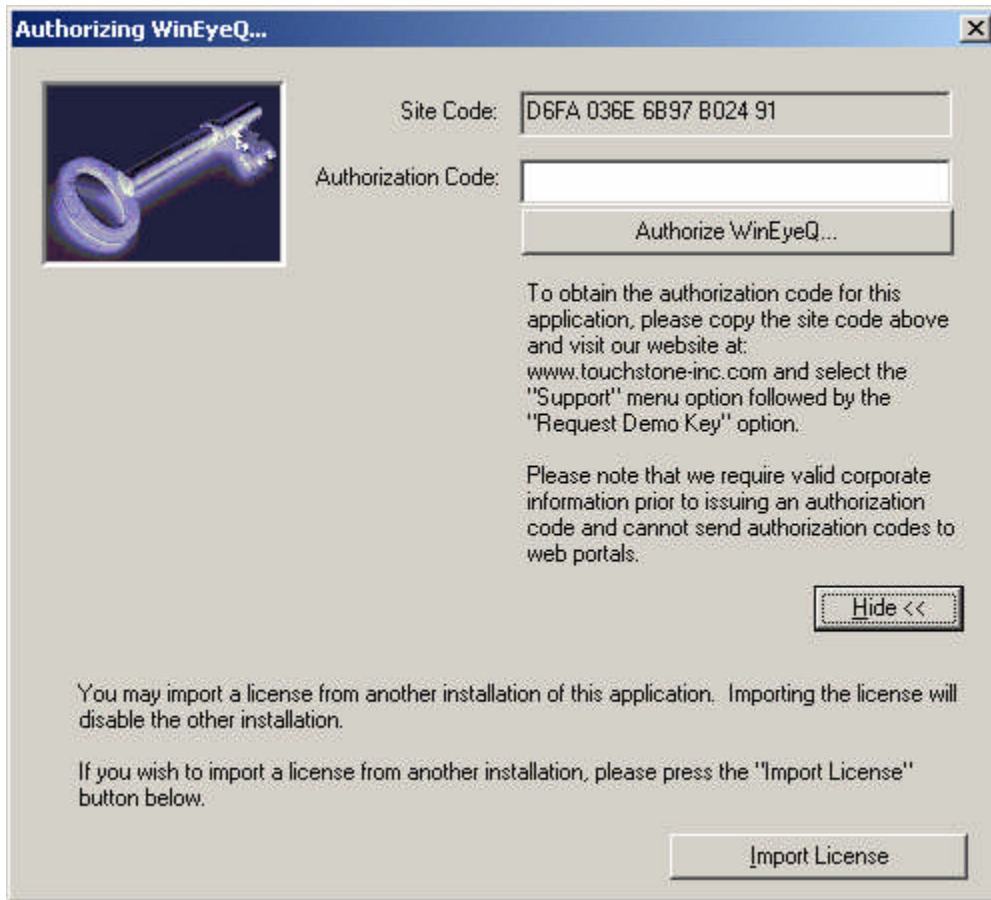 Authorizing WinEyeQ...
Site Code: D6FA 036E 6B97 B024 91
Authorization Code:
Authorize WinEyeQ...
To obtain the authorization code for this
application, please copy the site code above
and visit our website at:
www.touchstone-inc.com and select the
"Support" menu option followed by the
"Request Demo Key" option.
Please note that we require valid corporate
information prior to issuing an authorization
code and cannot send authorization codes to
web portals.
Hide <<
You may import a license from another installation of this application.  Importing the license will
disable the other installation.
If you wish to import a license from another installation, please press the "Import License"
button below.
Import License